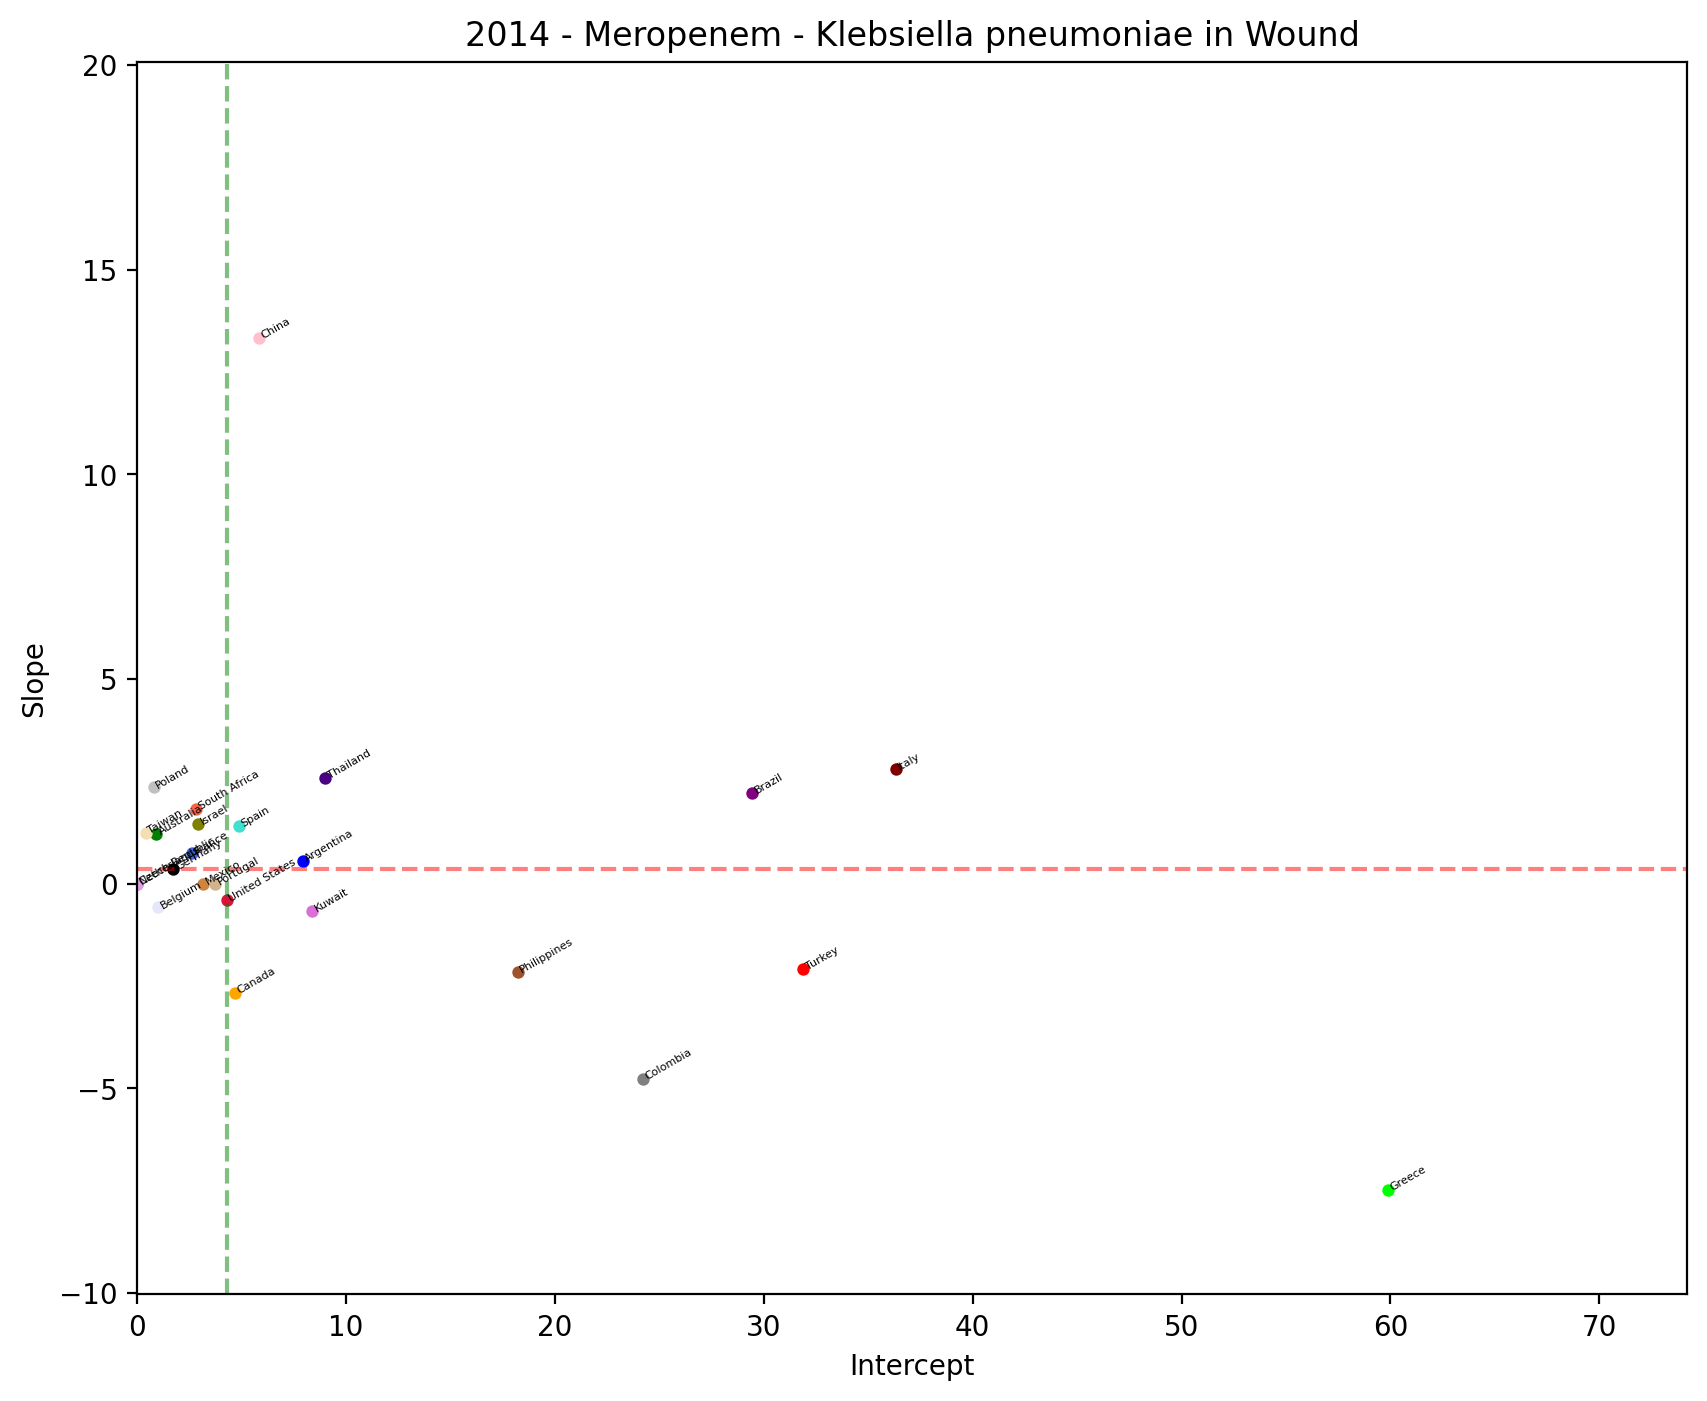 2014 - Meropenem - Klebsiella pneumoniae in Wound
20
15
10
5
0
−5
−10
Slope
China
Poland
Thailand
South Africa
Brazil
Italy
Taiwan
Australia
Israel
Spain
Germany
Argentina
Mexico
Portugal
United States
Belgium
Kuwait
Canada
Philippines
Turkey
Colombia
Greece
0
10
20
30
40
50
60
70
Intercept